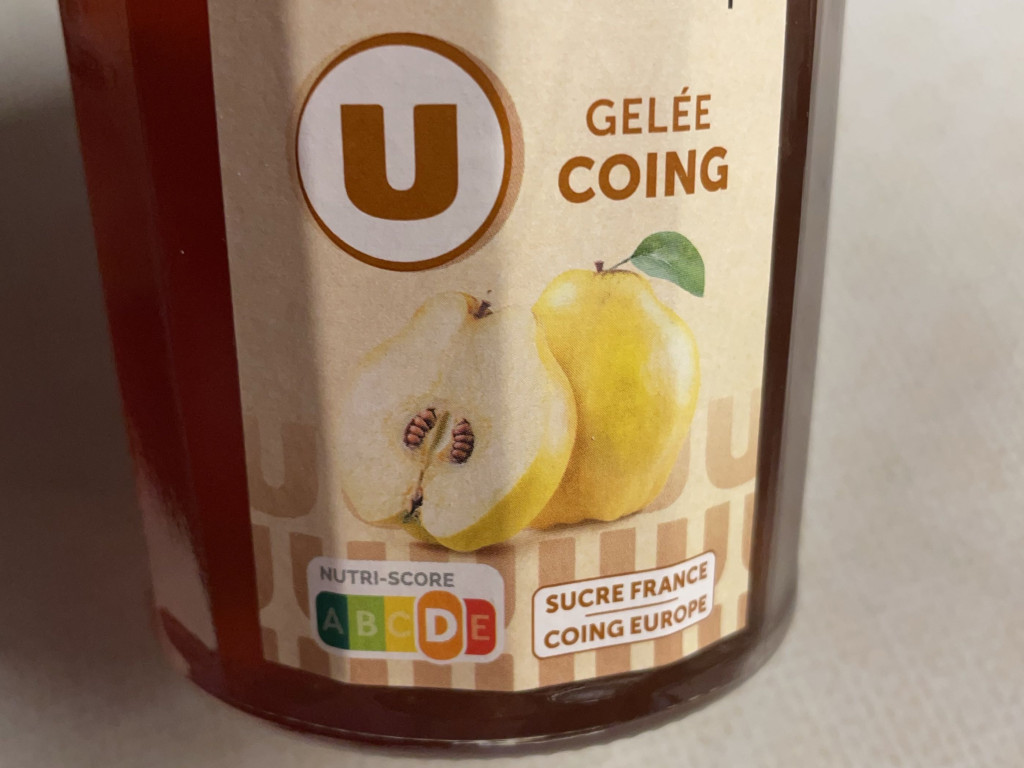 U
GELÉE
COING
NUTRI-SCORE
A B C D E
SUCRE FRANCE
COING EUROPE